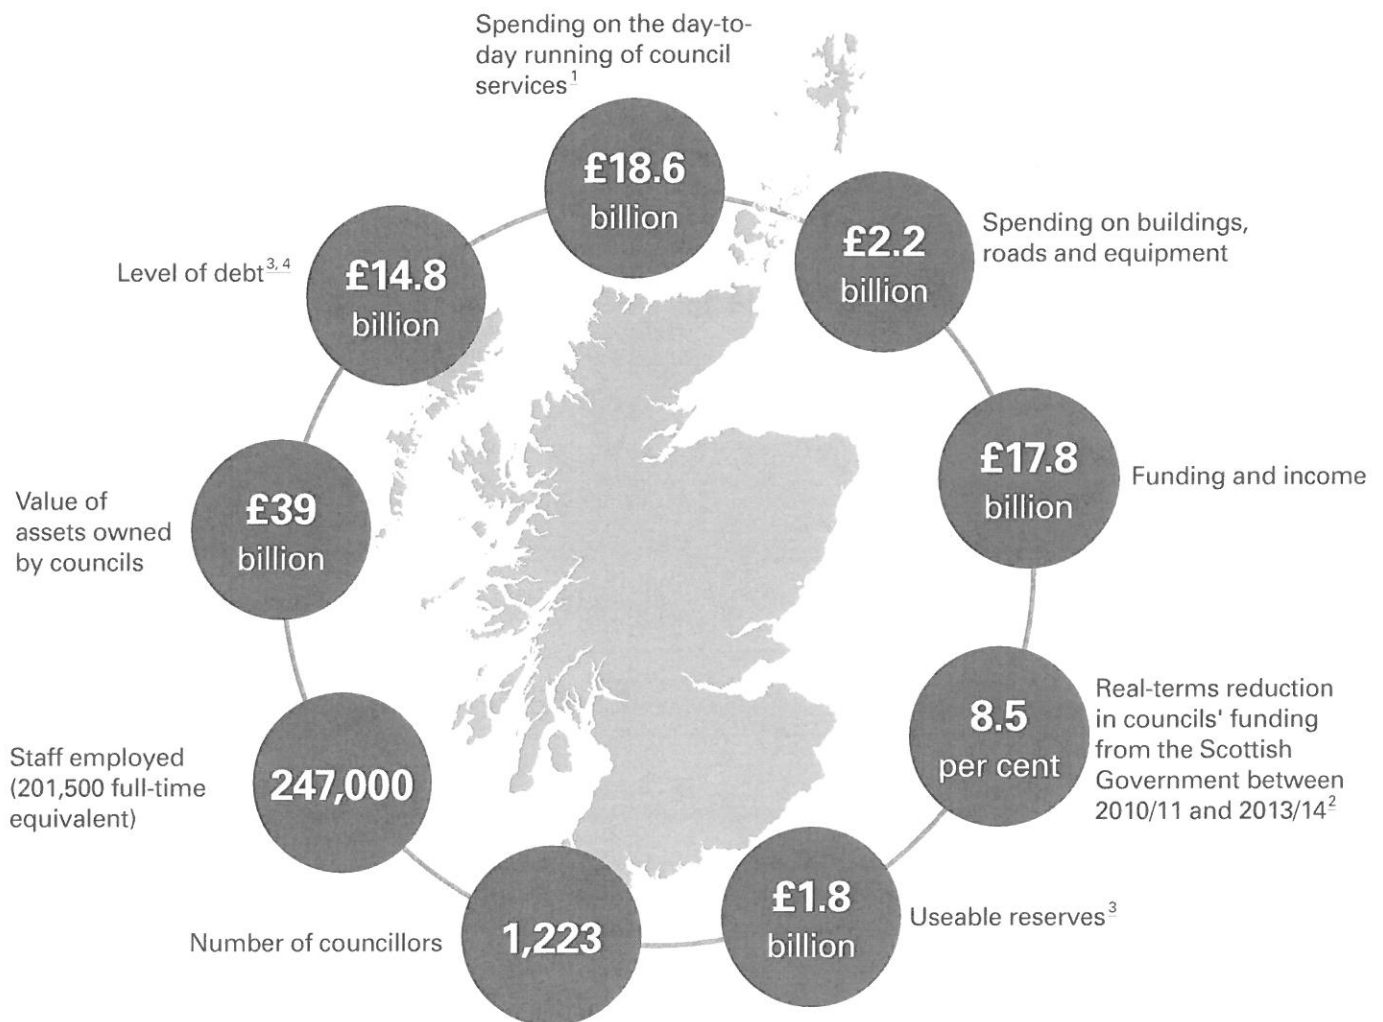 Spending on the day-to-
day running of council
services1
£18.6
billion
£2.2
billion
Spending on buildings,
roads and equipment
£17.8
billion
Funding and income
8.5
per cent
Real-terms reduction
in councils' funding
from the Scottish
Government between
2010/11 and 2013/142
£1.8
billion
Useable reserves3
1,223
Number of councillors
247,000
Staff employed
(201,500 full-time
equivalent)
£39
billion
Value of
assets owned
by councils
£14.8
billion
Level of debt3, 4